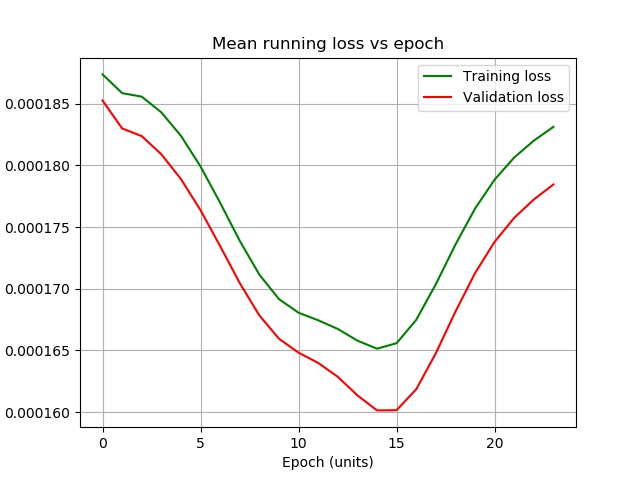 Mean running loss vs epoch
Training loss
Validation loss
0.000185
0.000180
0.000175
0.000170
0.000165
0.000160
0 5 10 15 20
Epoch (units)